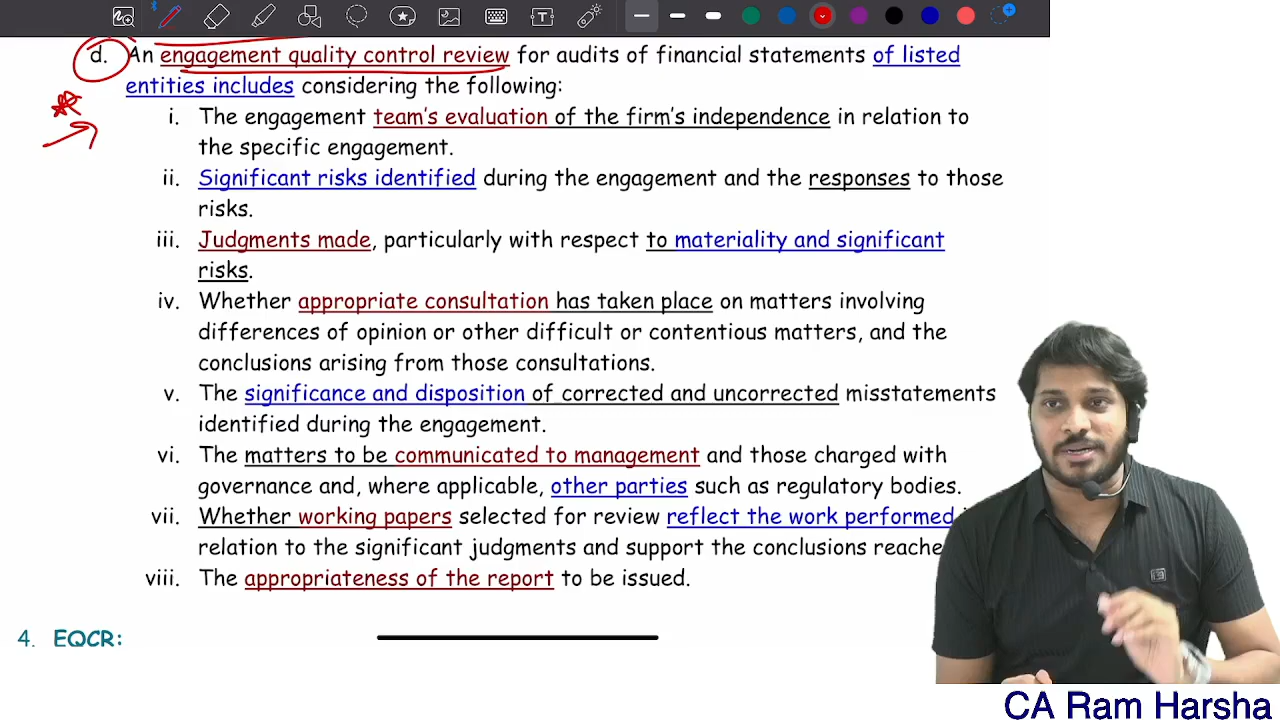 d. An engagement quality control review for audits of financial statements of listed
entities includes considering the following:
i. The engagement team's evaluation of the firm's independence in relation to
the specific engagement.
ii. Significant risks identified during the engagement and the responses to those
risks.
iii. Judgments made, particularly with respect to materiality and significant
risks.
iv. Whether appropriate consultation has taken place on matters involving
differences of opinion or other difficult or contentious matters, and the
conclusions arising from those consultations.
v. The significance and disposition of corrected and uncorrected misstatements
identified during the engagement.
vi. The matters to be communicated to management and those charged with
governance and, where applicable, other parties such as regulatory bodies.
vii. Whether working papers selected for review reflect the work performed
relation to the significant judgments and support the conclusions
viii. The appropriateness of the report to be issued.
4. EQCR:
CA Ram Harsha